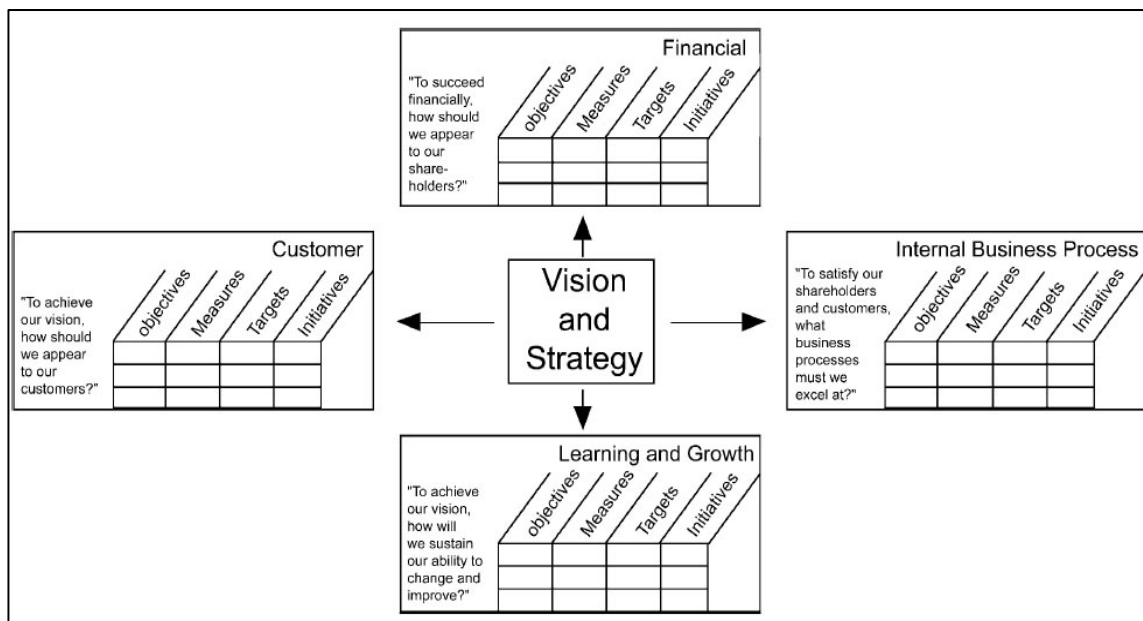 Financial
"To succeed
financially,
how should
we appear
to our
share-
holders?"
objectives
Measures
Targets
Initiatives
Customer
"To achieve
our vision,
how should
we appear
to our
customers?"
objectives
Measures
Targets
Initiatives
Vision
and
Strategy
Internal Business Process
"To satisfy our
shareholders
and customers,
what
business
processes
must we
excel at?"
objectives
Measures
Targets
Initiatives
Learning and Growth
"To achieve
our vision,
how will
we sustain
our ability to
change and
improve?"
objectives
Measures
Targets
Initiatives